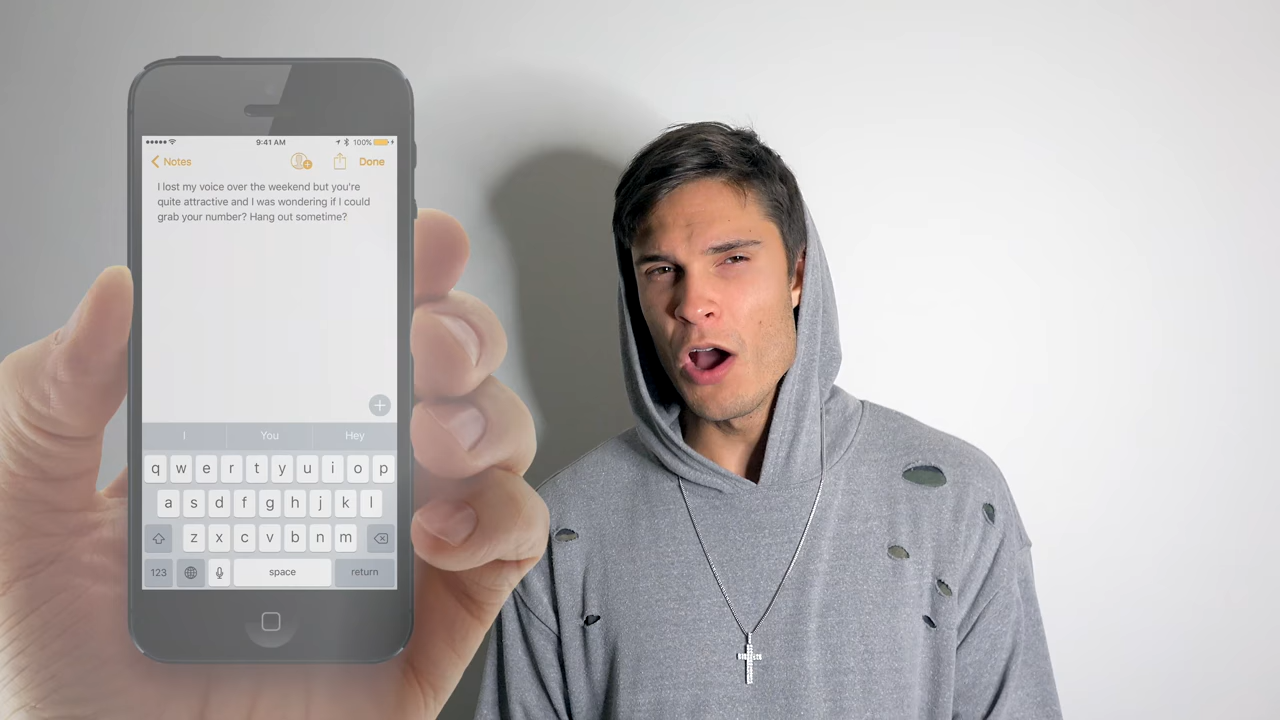 9:41 AM 100%
Notes Done
I lost my voice over the weekend but you're
quite attractive and I was wondering if I could
grab your number? Hang out sometime?
I You Hey
q w e r t y u i o p
a s d f g h j k l
z x c v b n m
123 space return